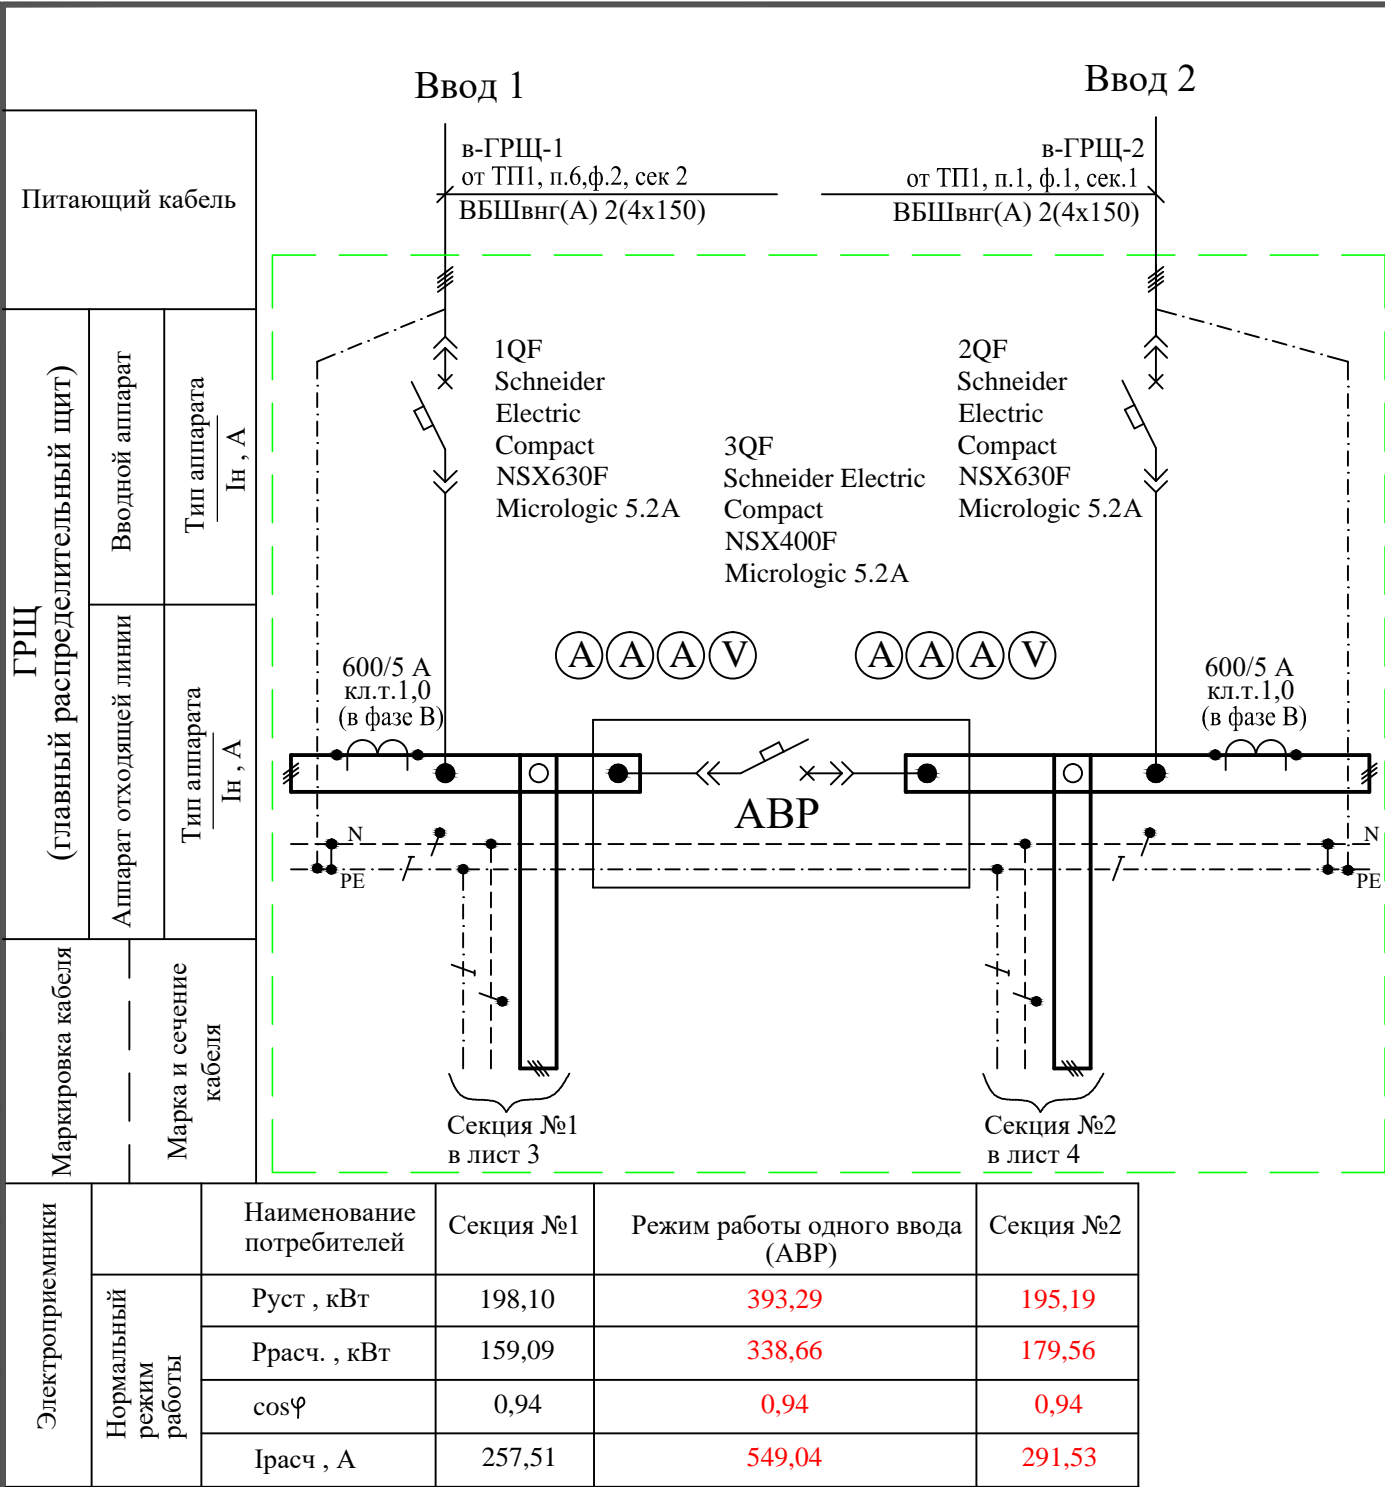 Ввод 1
Ввод 2
Питающий кабель
в-ГРЩ-1
от ТП1, п.6,ф.2, сек 2
ВБШвнг(А) 2(4х150)
в-ГРЩ-2
от ТП1, п.1, ф.1, сек.1
ВБШвнг(А) 2(4х150)
ГРЩ
(главный распределительный щит)
Вводной аппарат
Тип аппарата
Iн , А
Аппарат отходящей линии
Тип аппарата
Iн , А
1QF
Schneider
Electric
Compact
NSX630F
Micrologic 5.2A
3QF
Schneider Electric
Compact
NSX400F
Micrologic 5.2A
2QF
Schneider
Electric
Compact
NSX630F
Micrologic 5.2A
A A A V
A A A V
600/5 А
кл.т.1,0
(в фазе В)
600/5 А
кл.т.1,0
(в фазе В)
АВР
N
PE
N
PE
Маркировка кабеля
Марка и сечение
кабеля
Секция №1
в лист 3
Секция №2
в лист 4
Электроприемники
Нормальный
режим
работы
Наименование
потребителей
Секция №1
Режим работы одного ввода
(АВР)
Секция №2
Руст , кВт
198,10
393,29
195,19
Ррасч. , кВт
159,09
338,66
179,56
cosφ
0,94
0,94
0,94
Iрасч , А
257,51
549,04
291,53